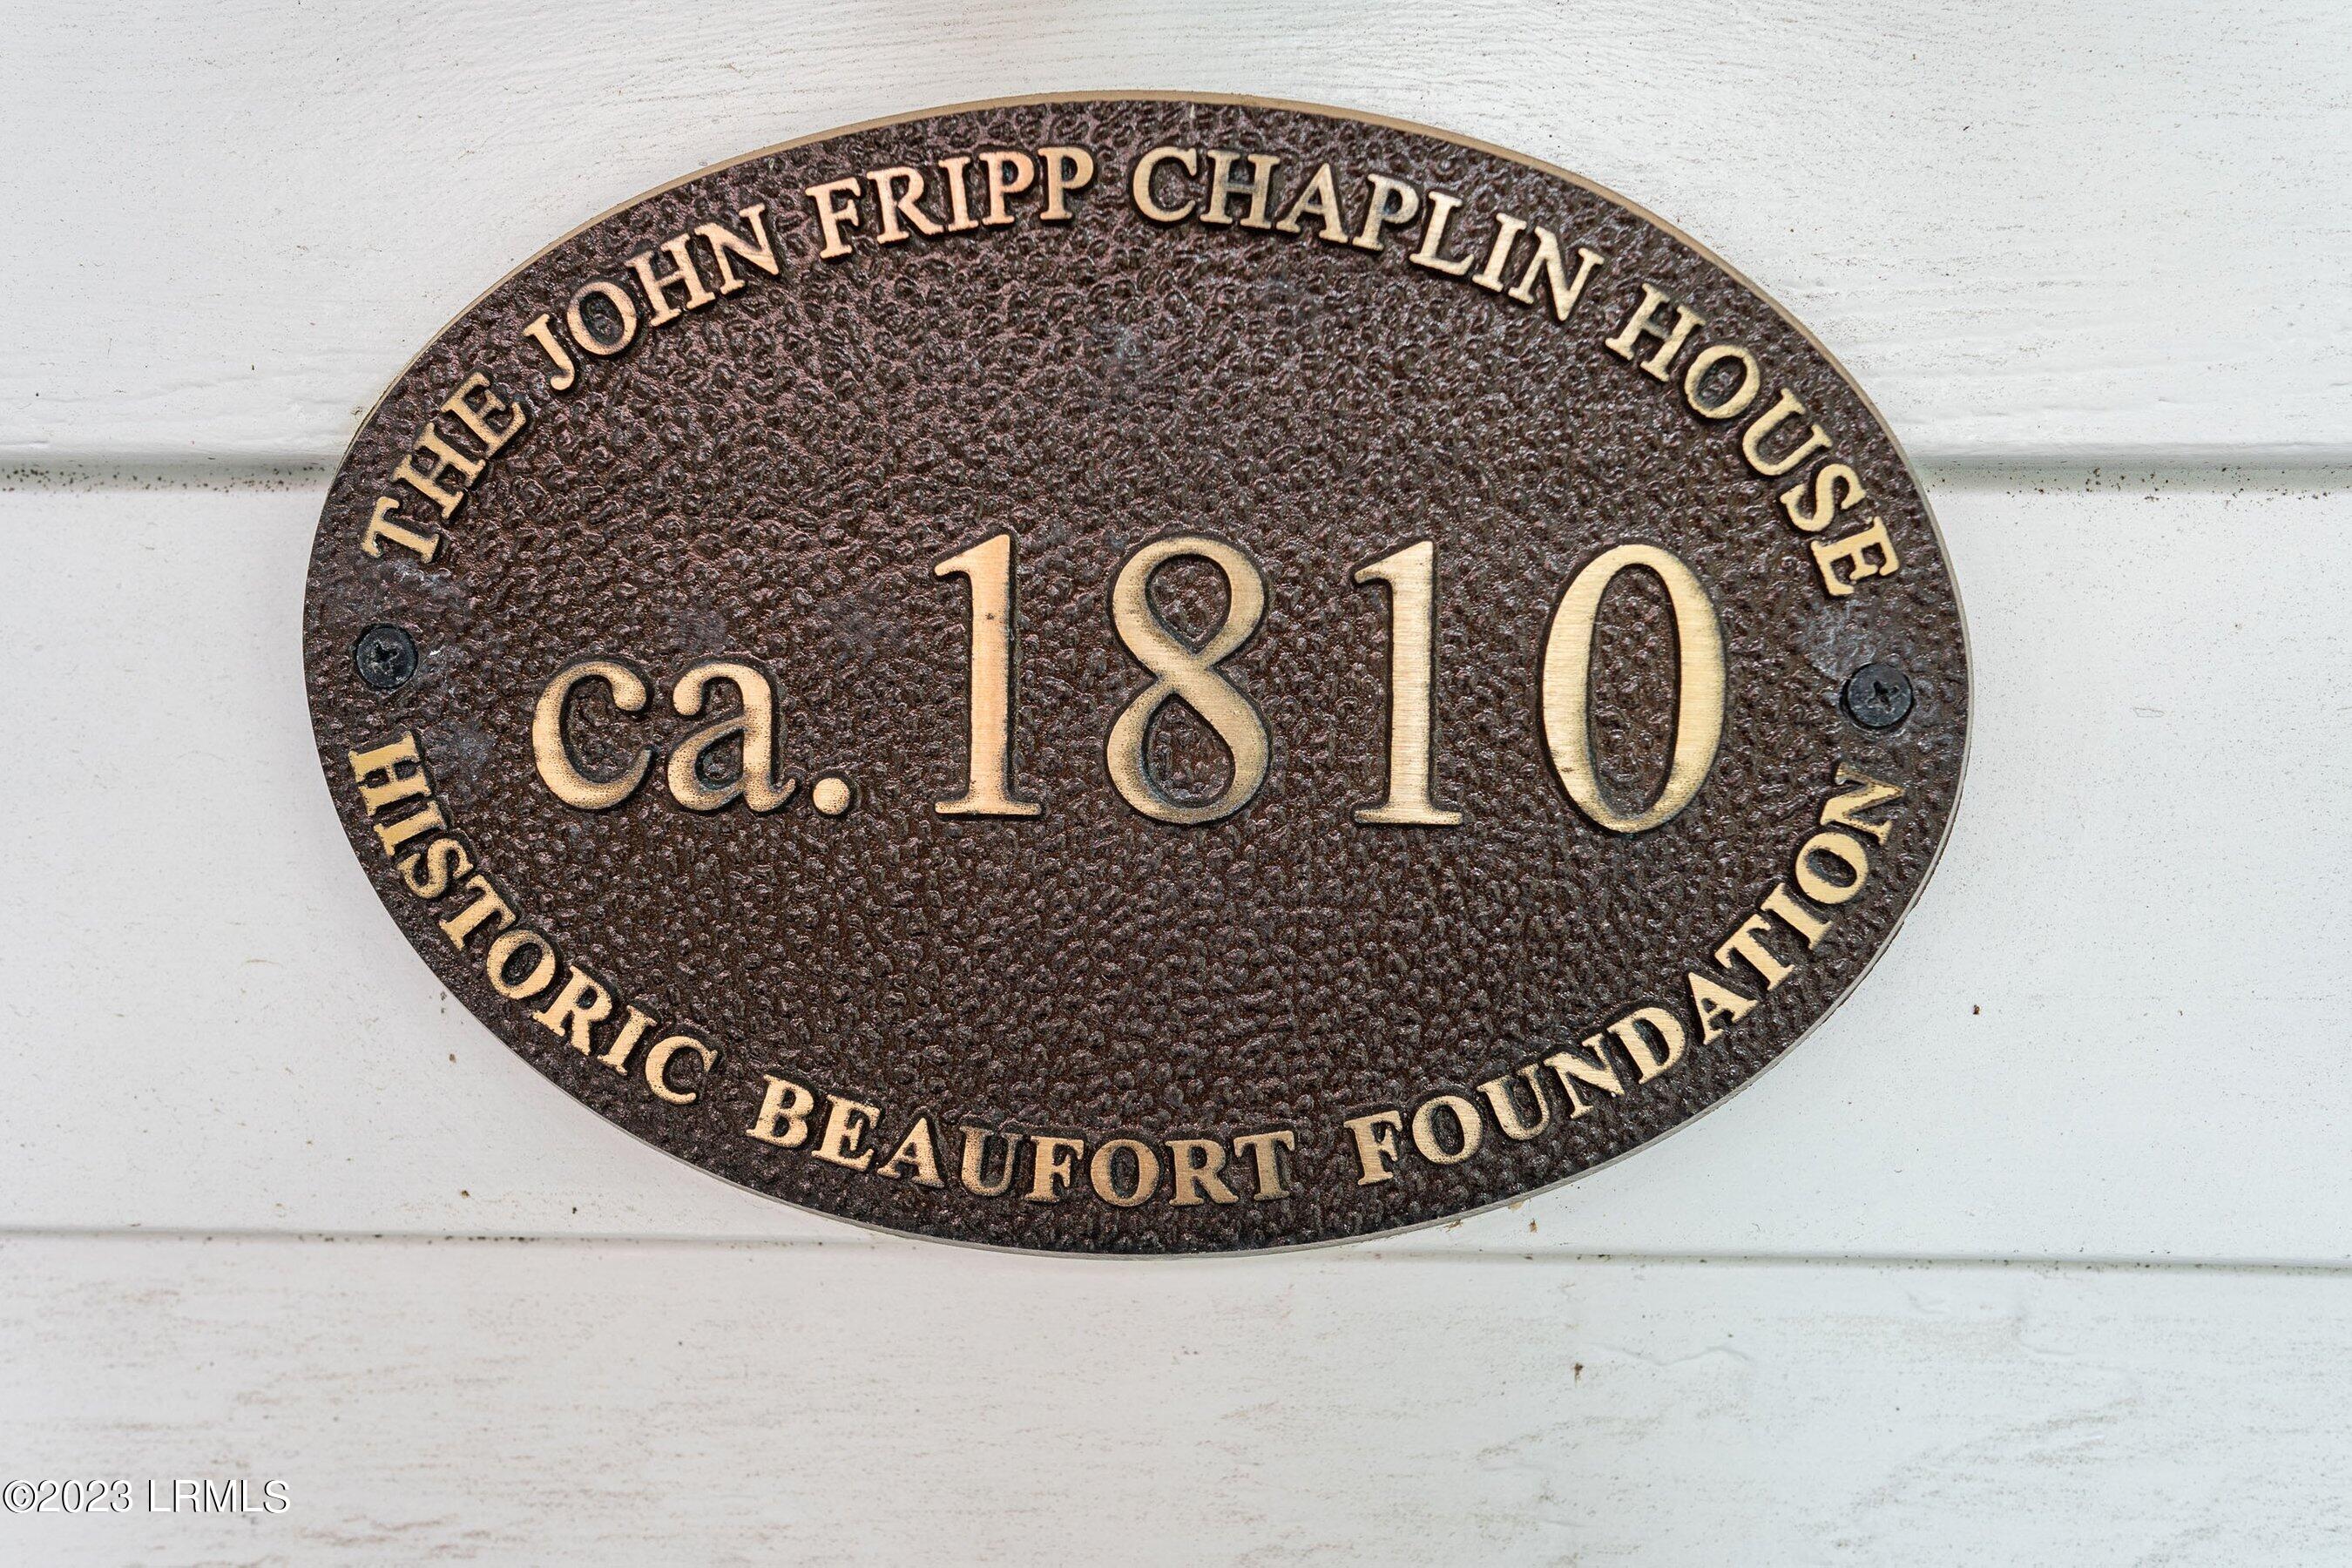 THE JOHN FRIPP CHAPLIN HOUSE
ca. 1810
HISTORIC BEAUFORT FOUNDATION
©2023 LRMLS